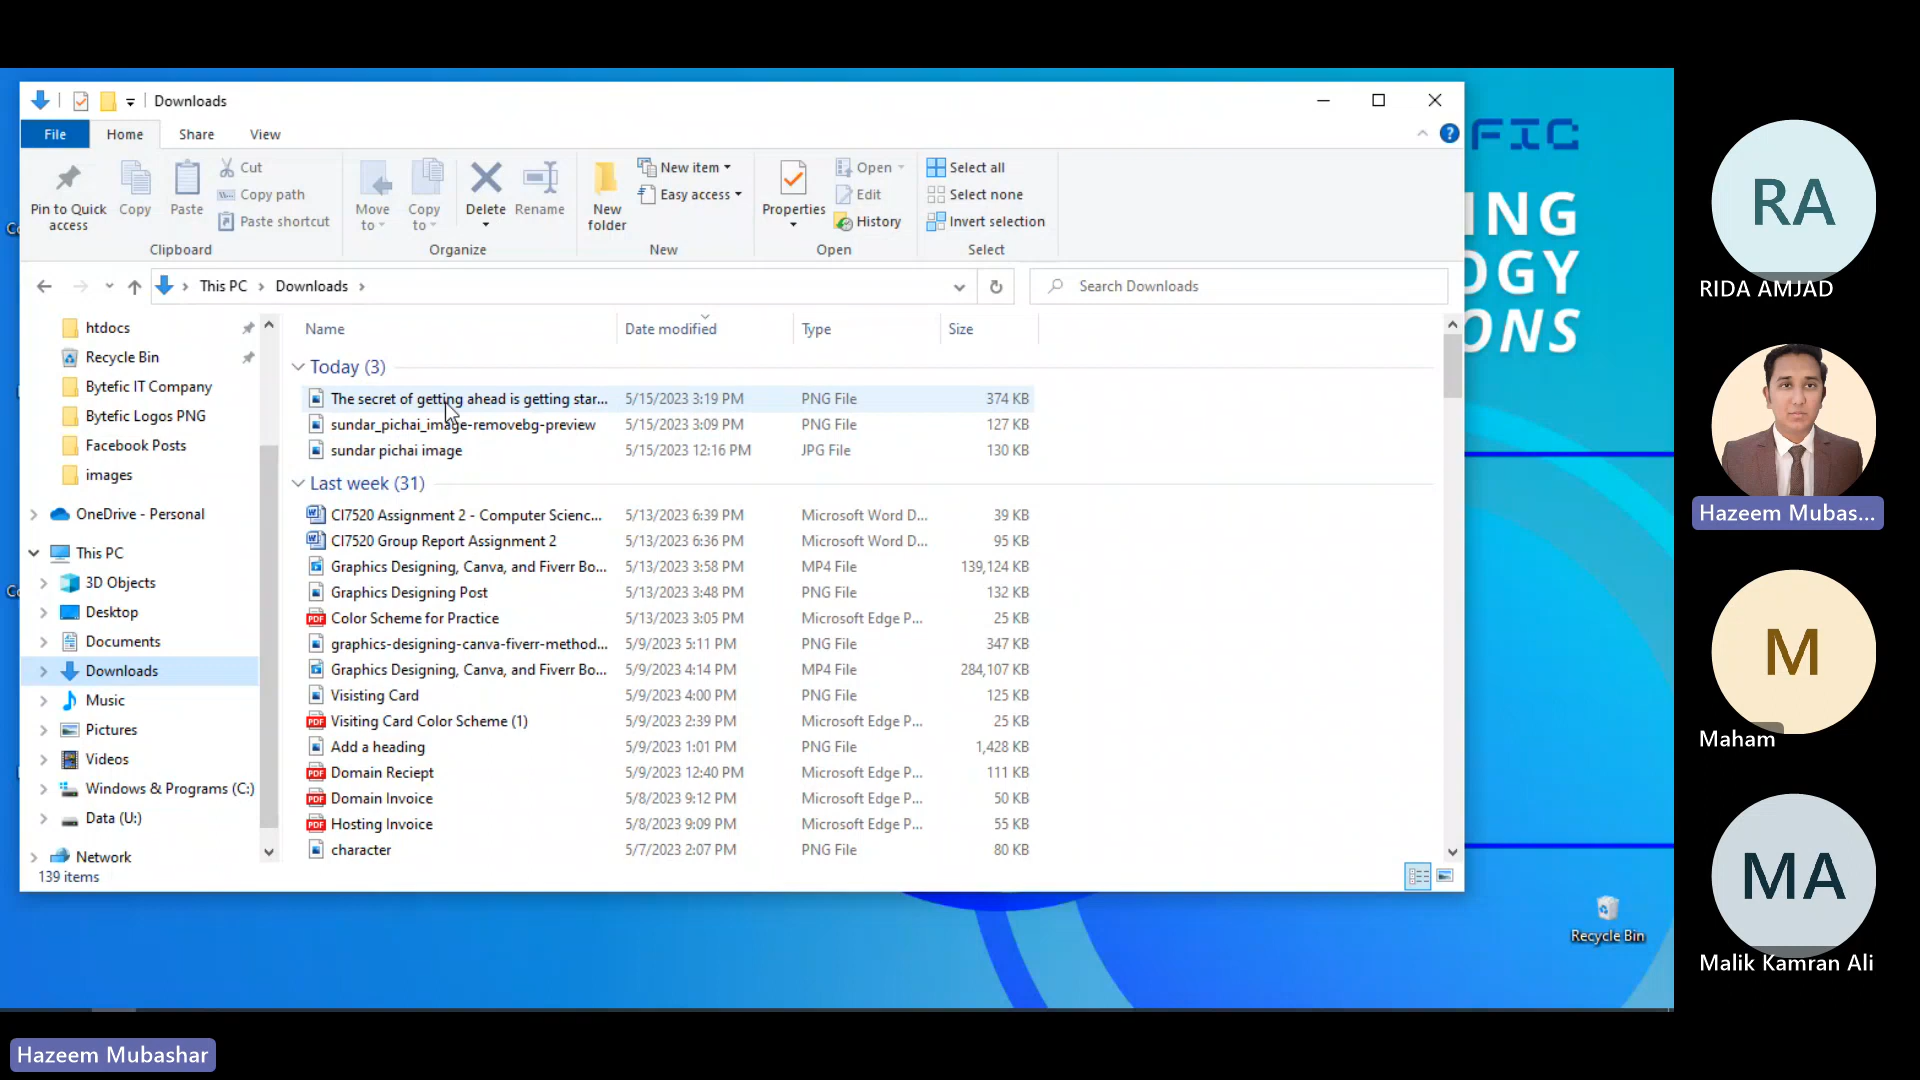 Downloads
File Home Share View
Pin to Quick access
Copy
Paste
Cut
Copy path
Paste shortcut
Clipboard
Move to
Copy to
Delete
Rename
Organize
New folder
New item
Easy access
New
Properties
Open
Edit
History
Open
Select all
Select none
Invert selection
Select
This PC > Downloads >
Search Downloads
htdocs
Recycle Bin
Bytefic IT Company
Bytefic Logos PNG
Facebook Posts
images
OneDrive - Personal
This PC
3D Objects
Desktop
Documents
Downloads
Music
Pictures
Videos
Windows & Programs (C:)
Data (U:)
Network
139 items
Name Date modified Type Size
Today (3)
The secret of getting ahead is getting star... 5/15/2023 3:19 PM PNG File 374 KB
sundar_pichai_image-removebg-preview 5/15/2023 3:09 PM PNG File 127 KB
sundar pichai image 5/15/2023 12:16 PM JPG File 130 KB
Last week (31)
CI7520 Assignment 2 - Computer Scienc... 5/13/2023 6:39 PM Microsoft Word D... 39 KB
CI7520 Group Report Assignment 2 5/13/2023 6:36 PM Microsoft Word D... 95 KB
Graphics Designing, Canva, and Fiverr Bo... 5/13/2023 3:58 PM MP4 File 139,124 KB
Graphics Designing Post 5/13/2023 3:48 PM PNG File 132 KB
Color Scheme for Practice 5/13/2023 3:05 PM Microsoft Edge P... 25 KB
graphics-designing-canva-fiverr-method... 5/9/2023 5:11 PM PNG File 347 KB
Graphics Designing, Canva, and Fiverr Bo... 5/9/2023 4:14 PM MP4 File 284,107 KB
Visisting Card 5/9/2023 4:00 PM PNG File 125 KB
Visiting Card Color Scheme (1) 5/9/2023 2:39 PM Microsoft Edge P... 25 KB
Add a heading 5/9/2023 1:01 PM PNG File 1,428 KB
Domain Reciept 5/9/2023 12:40 PM Microsoft Edge P... 111 KB
Domain Invoice 5/8/2023 9:12 PM Microsoft Edge P... 50 KB
Hosting Invoice 5/8/2023 9:09 PM Microsoft Edge P... 55 KB
character 5/7/2023 2:07 PM PNG File 80 KB
FIC
ING
OGY
ONS
Recycle Bin
RA
RIDA AMJAD
Hazeem Mubas...
M
Maham
MA
Malik Kamran Ali
Hazeem Mubashar